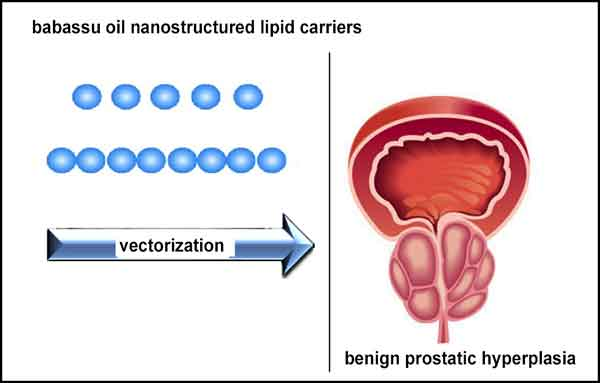 babassu oil nanostructured lipid carriers
vectorization
benign prostatic hyperplasia